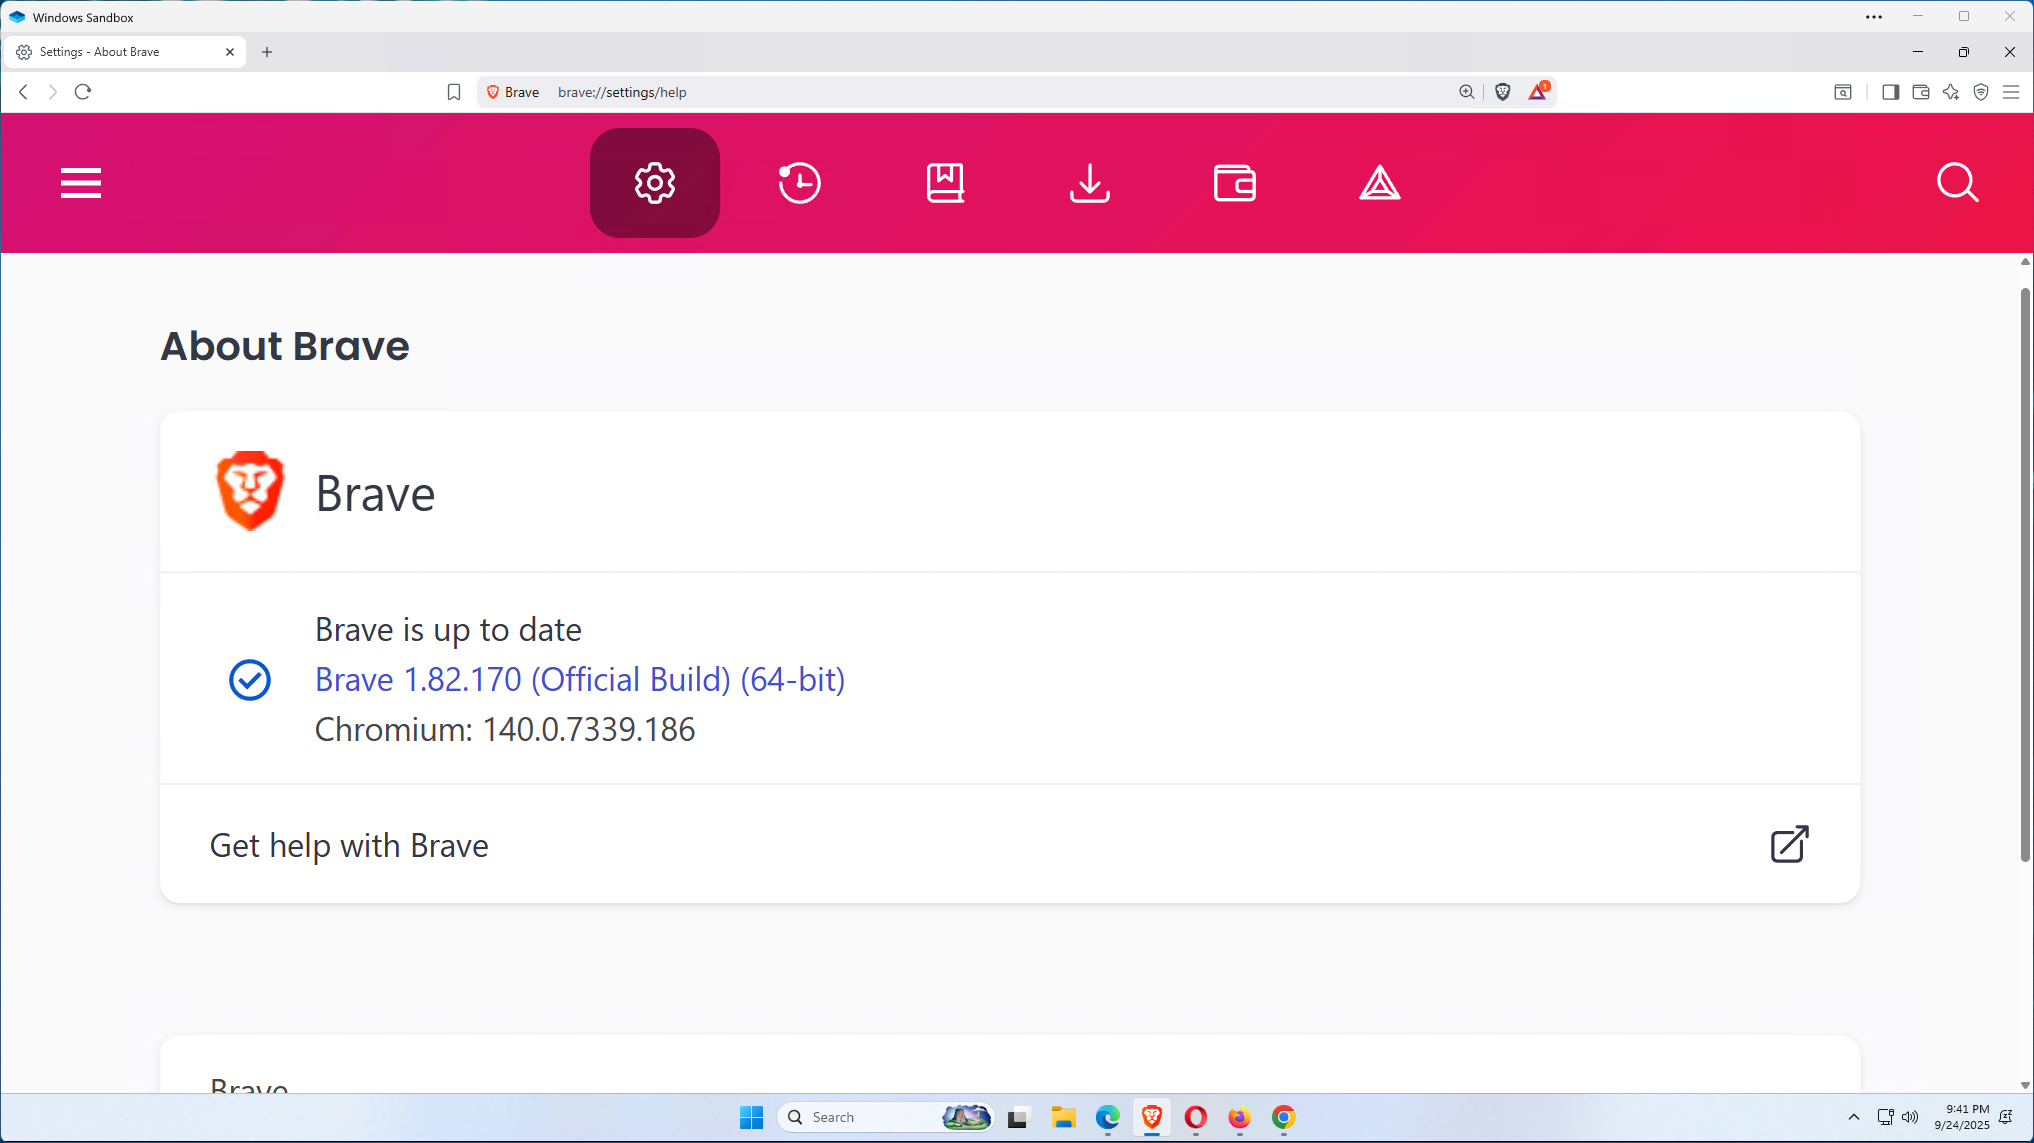 Windows Sandbox
Settings - About Brave
Brave brave://settings/help
1
About Brave
Brave
Brave is up to date
Brave 1.82.170 (Official Build) (64-bit)
Chromium: 140.0.7339.186
Get help with Brave
Brave
Search
9:41 PM
9/24/2025